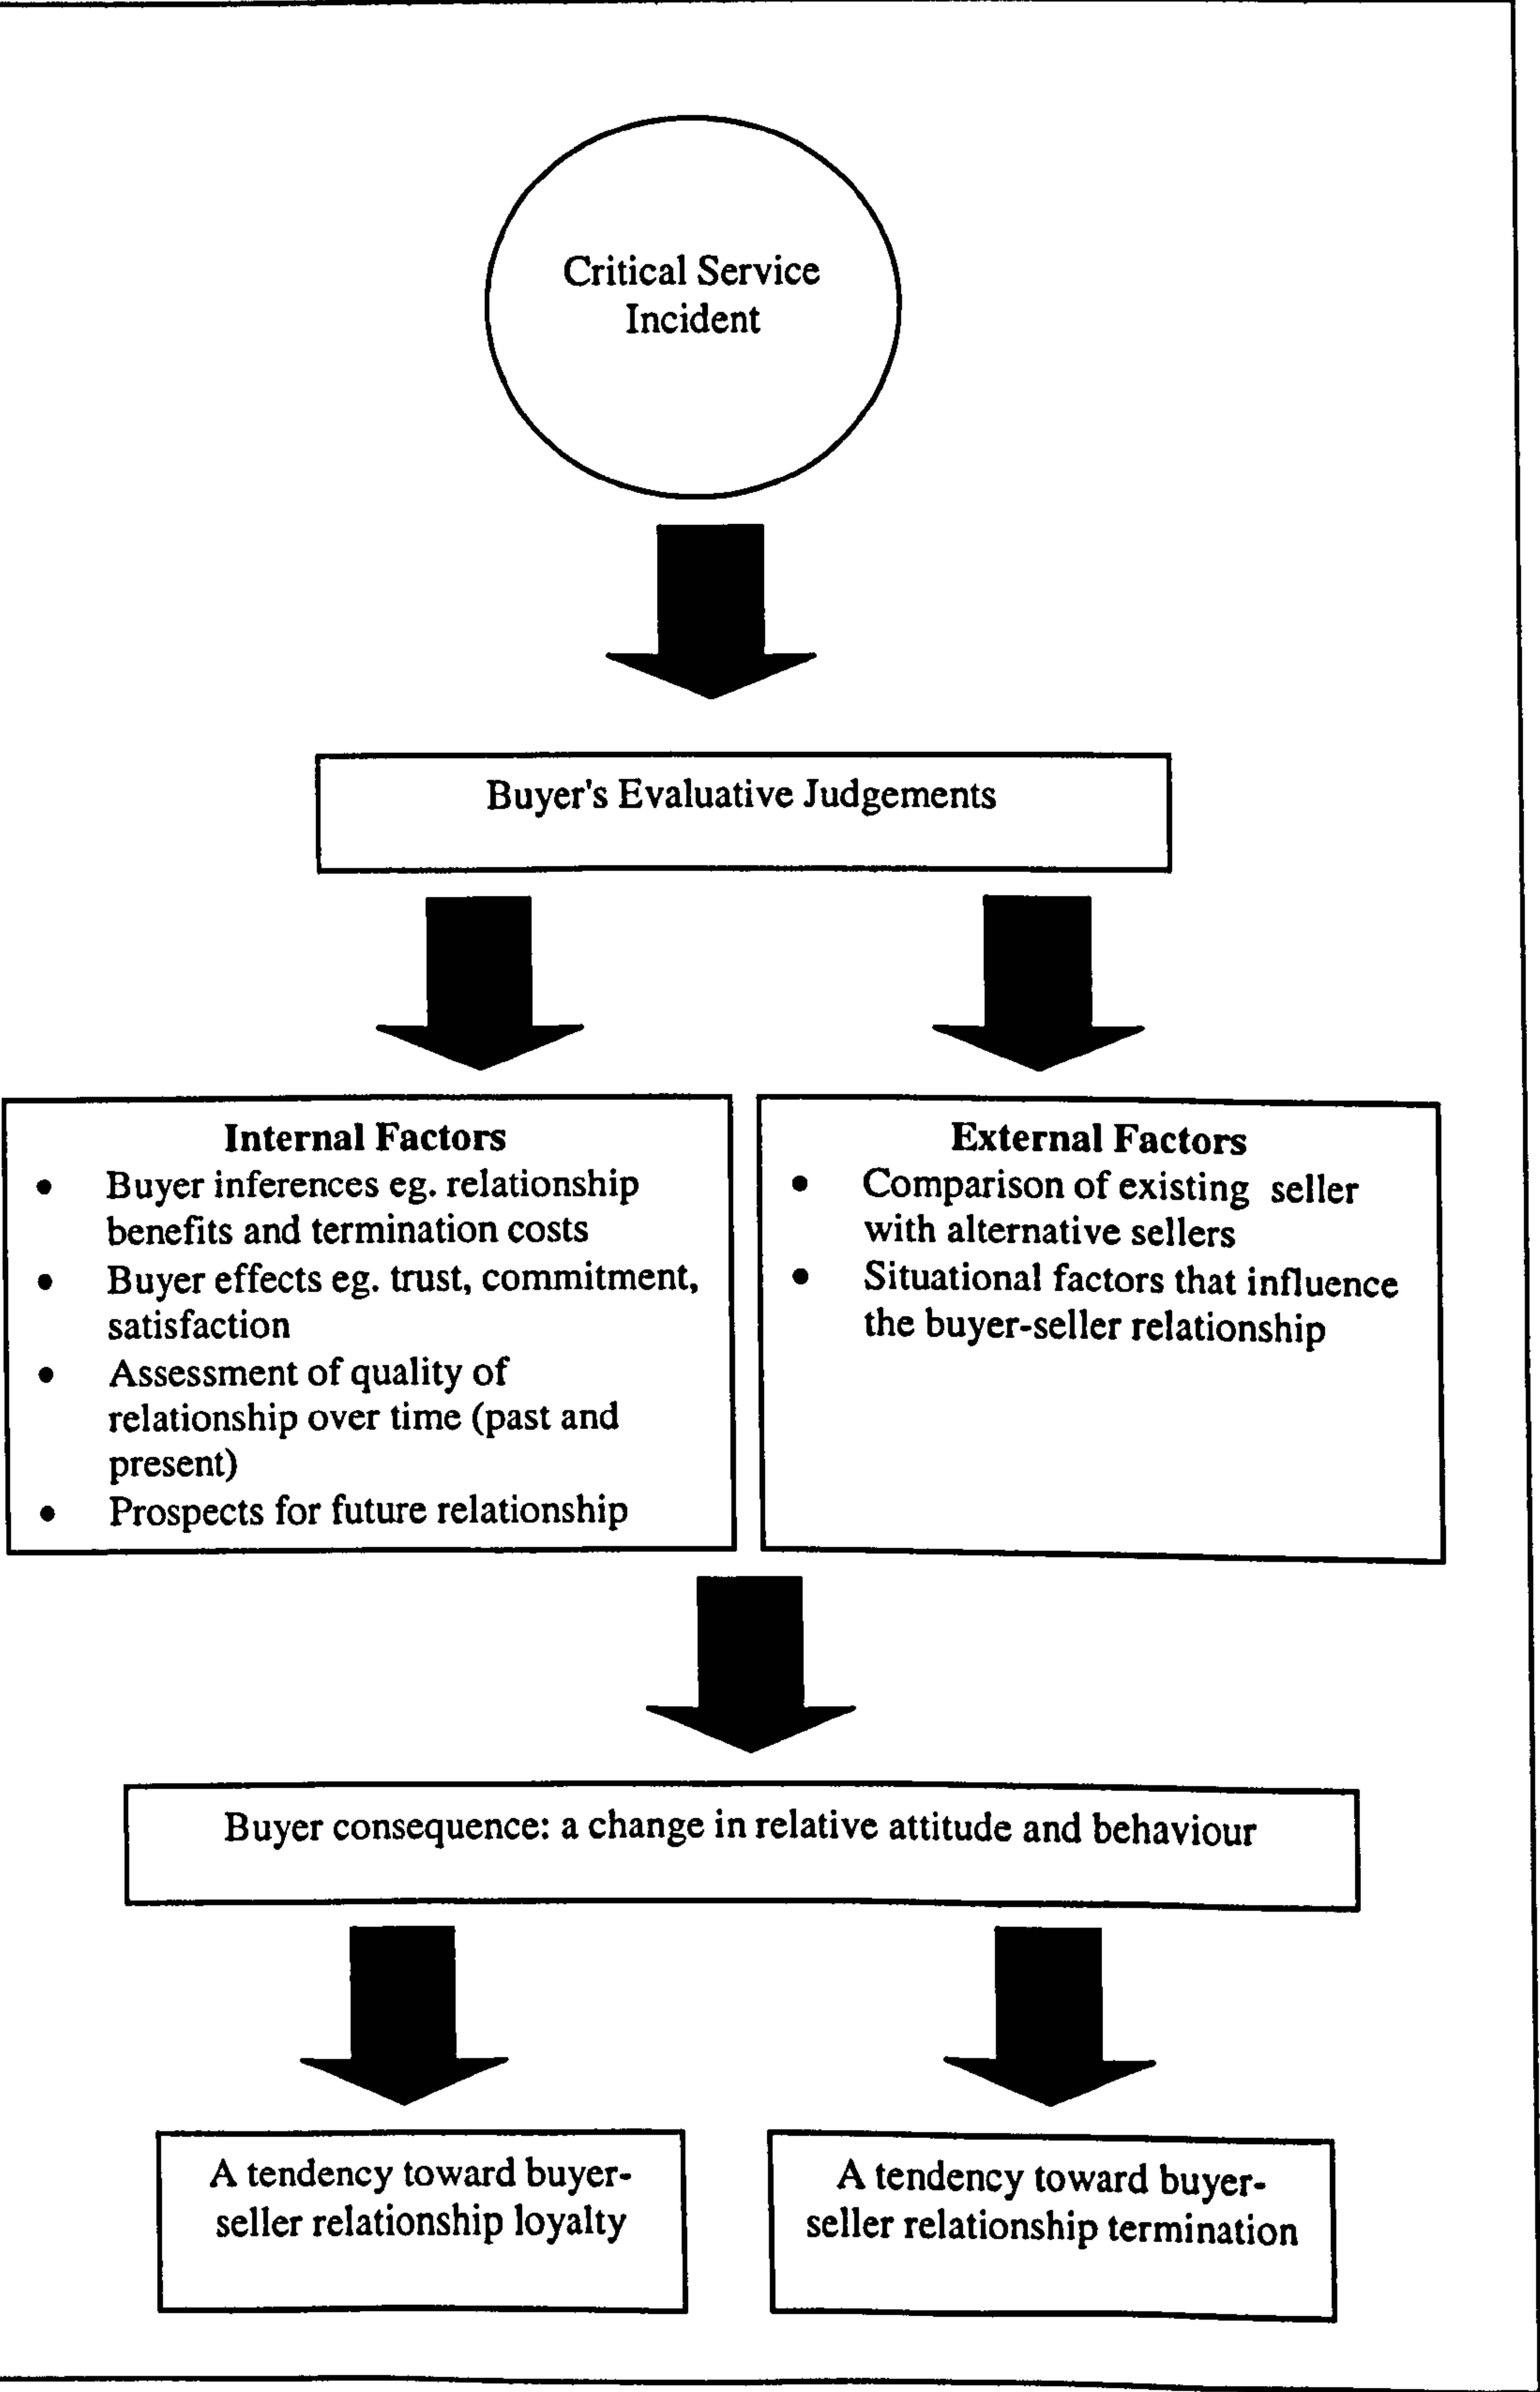 Critical Service
Incident
Buyer's Evaluative Judgements
Internal Factors
• Buyer inferences eg. relationship
benefits and termination costs
• Buyer effects eg. trust, commitment,
satisfaction
• Assessment of quality of
relationship over time (past and
present)
• Prospects for future relationship
External Factors
• Comparison of existing seller
with alternative sellers
• Situational factors that influence
the buyer-seller relationship
Buyer consequence: a change in relative attitude and behaviour
A tendency toward buyer-
seller relationship loyalty
A tendency toward buyer-
seller relationship termination